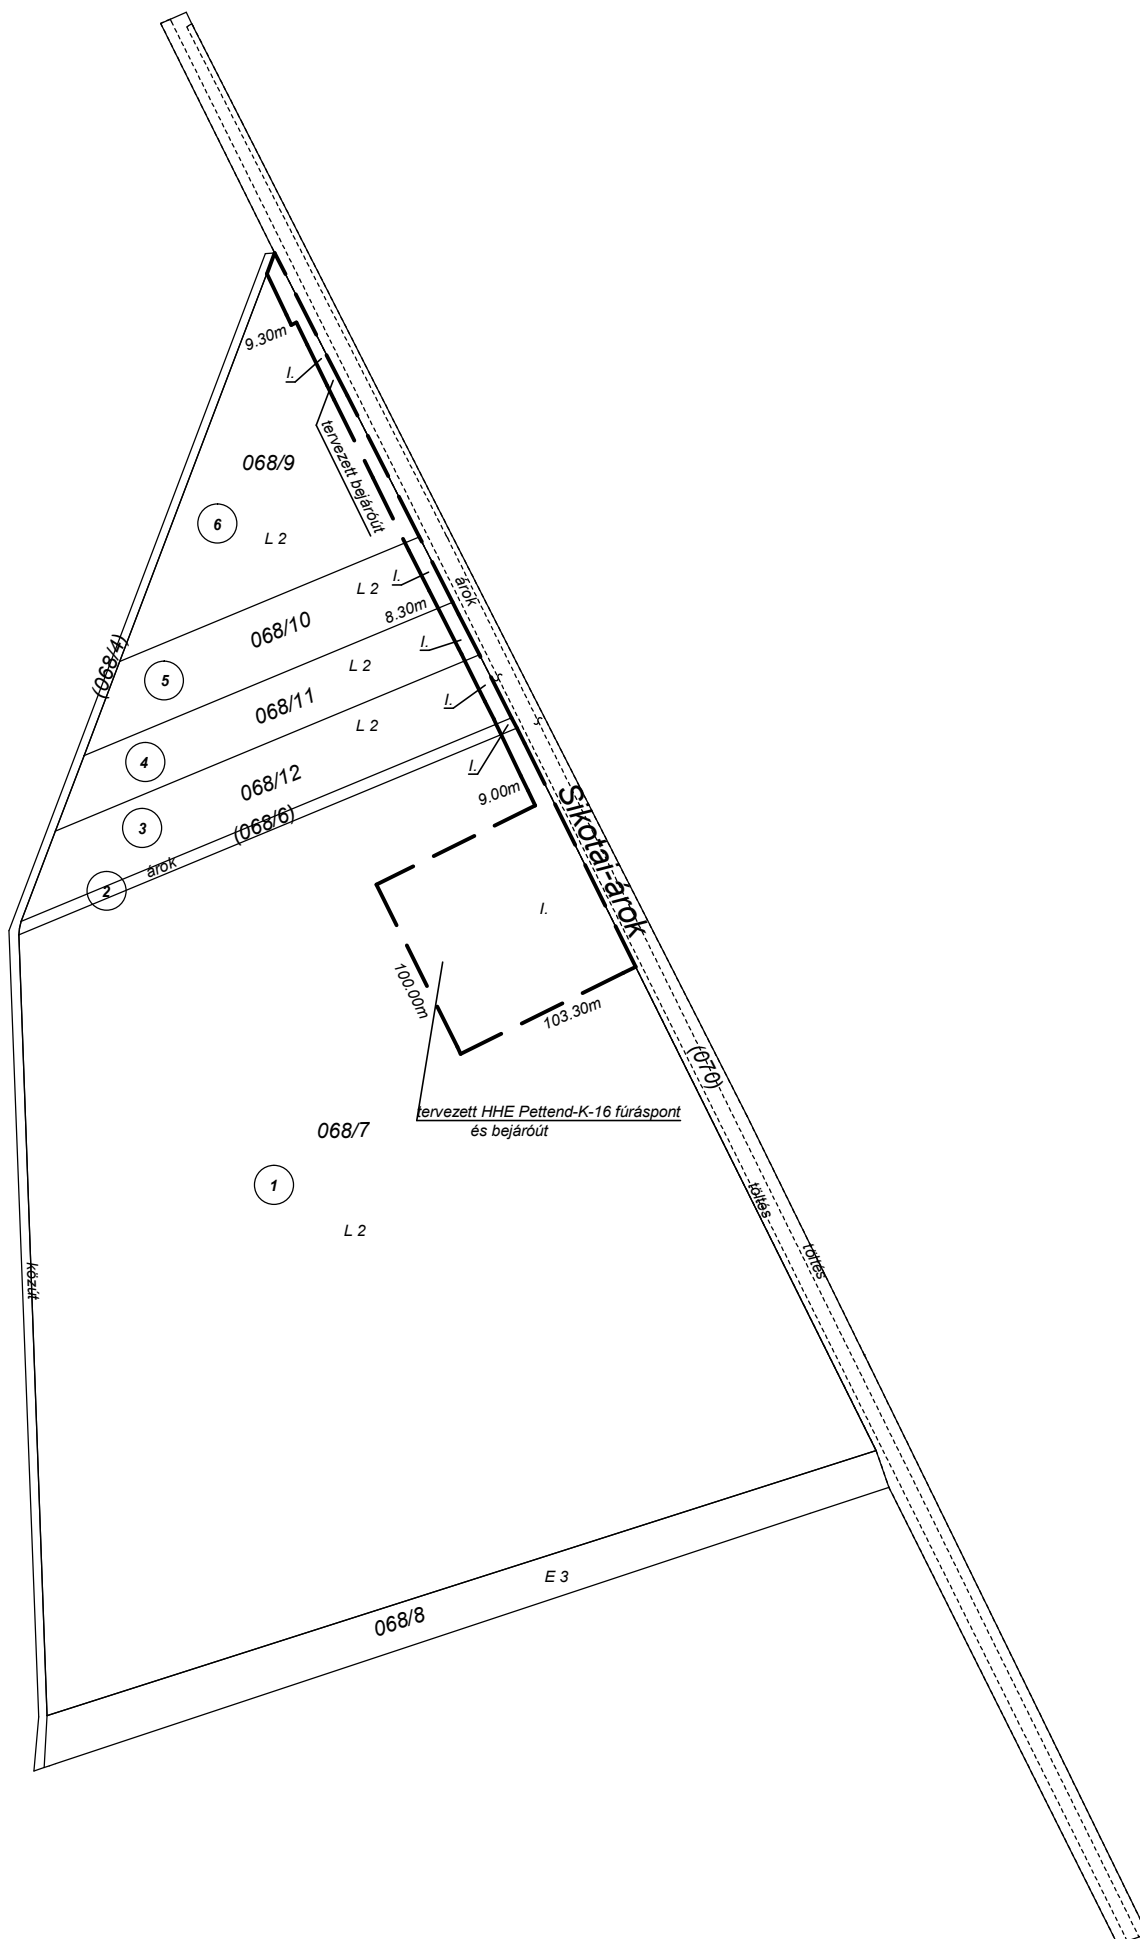 9.30m
I.
tervezett bejáróút
068/9
6
L 2
I.
L 2
árok
8.30m
068/10
(068/4)
I.
L 2
5
s
I.
068/11
s
L 2
4
I.
068/12
9.00m
Sikotai-árok
3
(068/6)
árok
2
I.
100.00m
103.30m
(070)
tervezett HHE Pettend-K-16 fúráspont
és bejáróút
068/7
1
töltés
L 2
töltés
közút
E 3
068/8